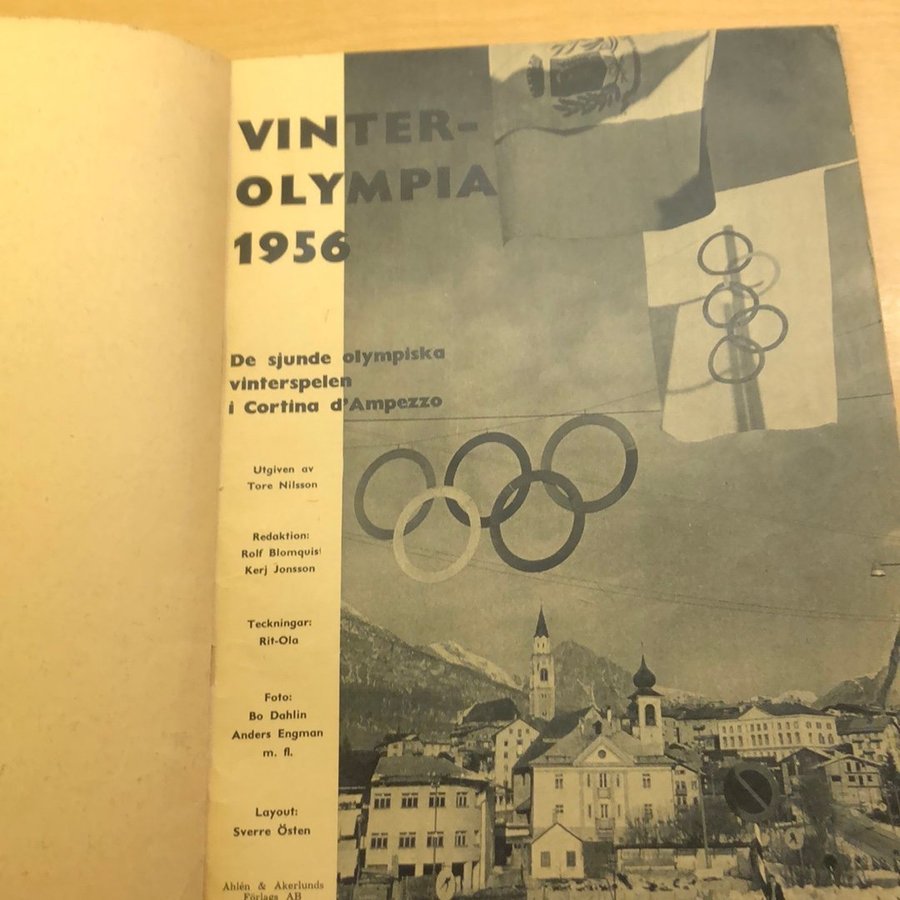 VINTER-
OLYMPIA
1956
De sjunde olympiska
vinterspelen
i Cortina d'Ampezzo
Utgiven av
Tore Nilsson
Redaktion:
Rolf Blomquist
Kerj Jonsson
Teckningar:
Rit-Ola
Foto:
Bo Dahlin
Anders Engman
m. fl.
Layout:
Sverre Östen
Ahlén & Akerlunds
Förlags AB